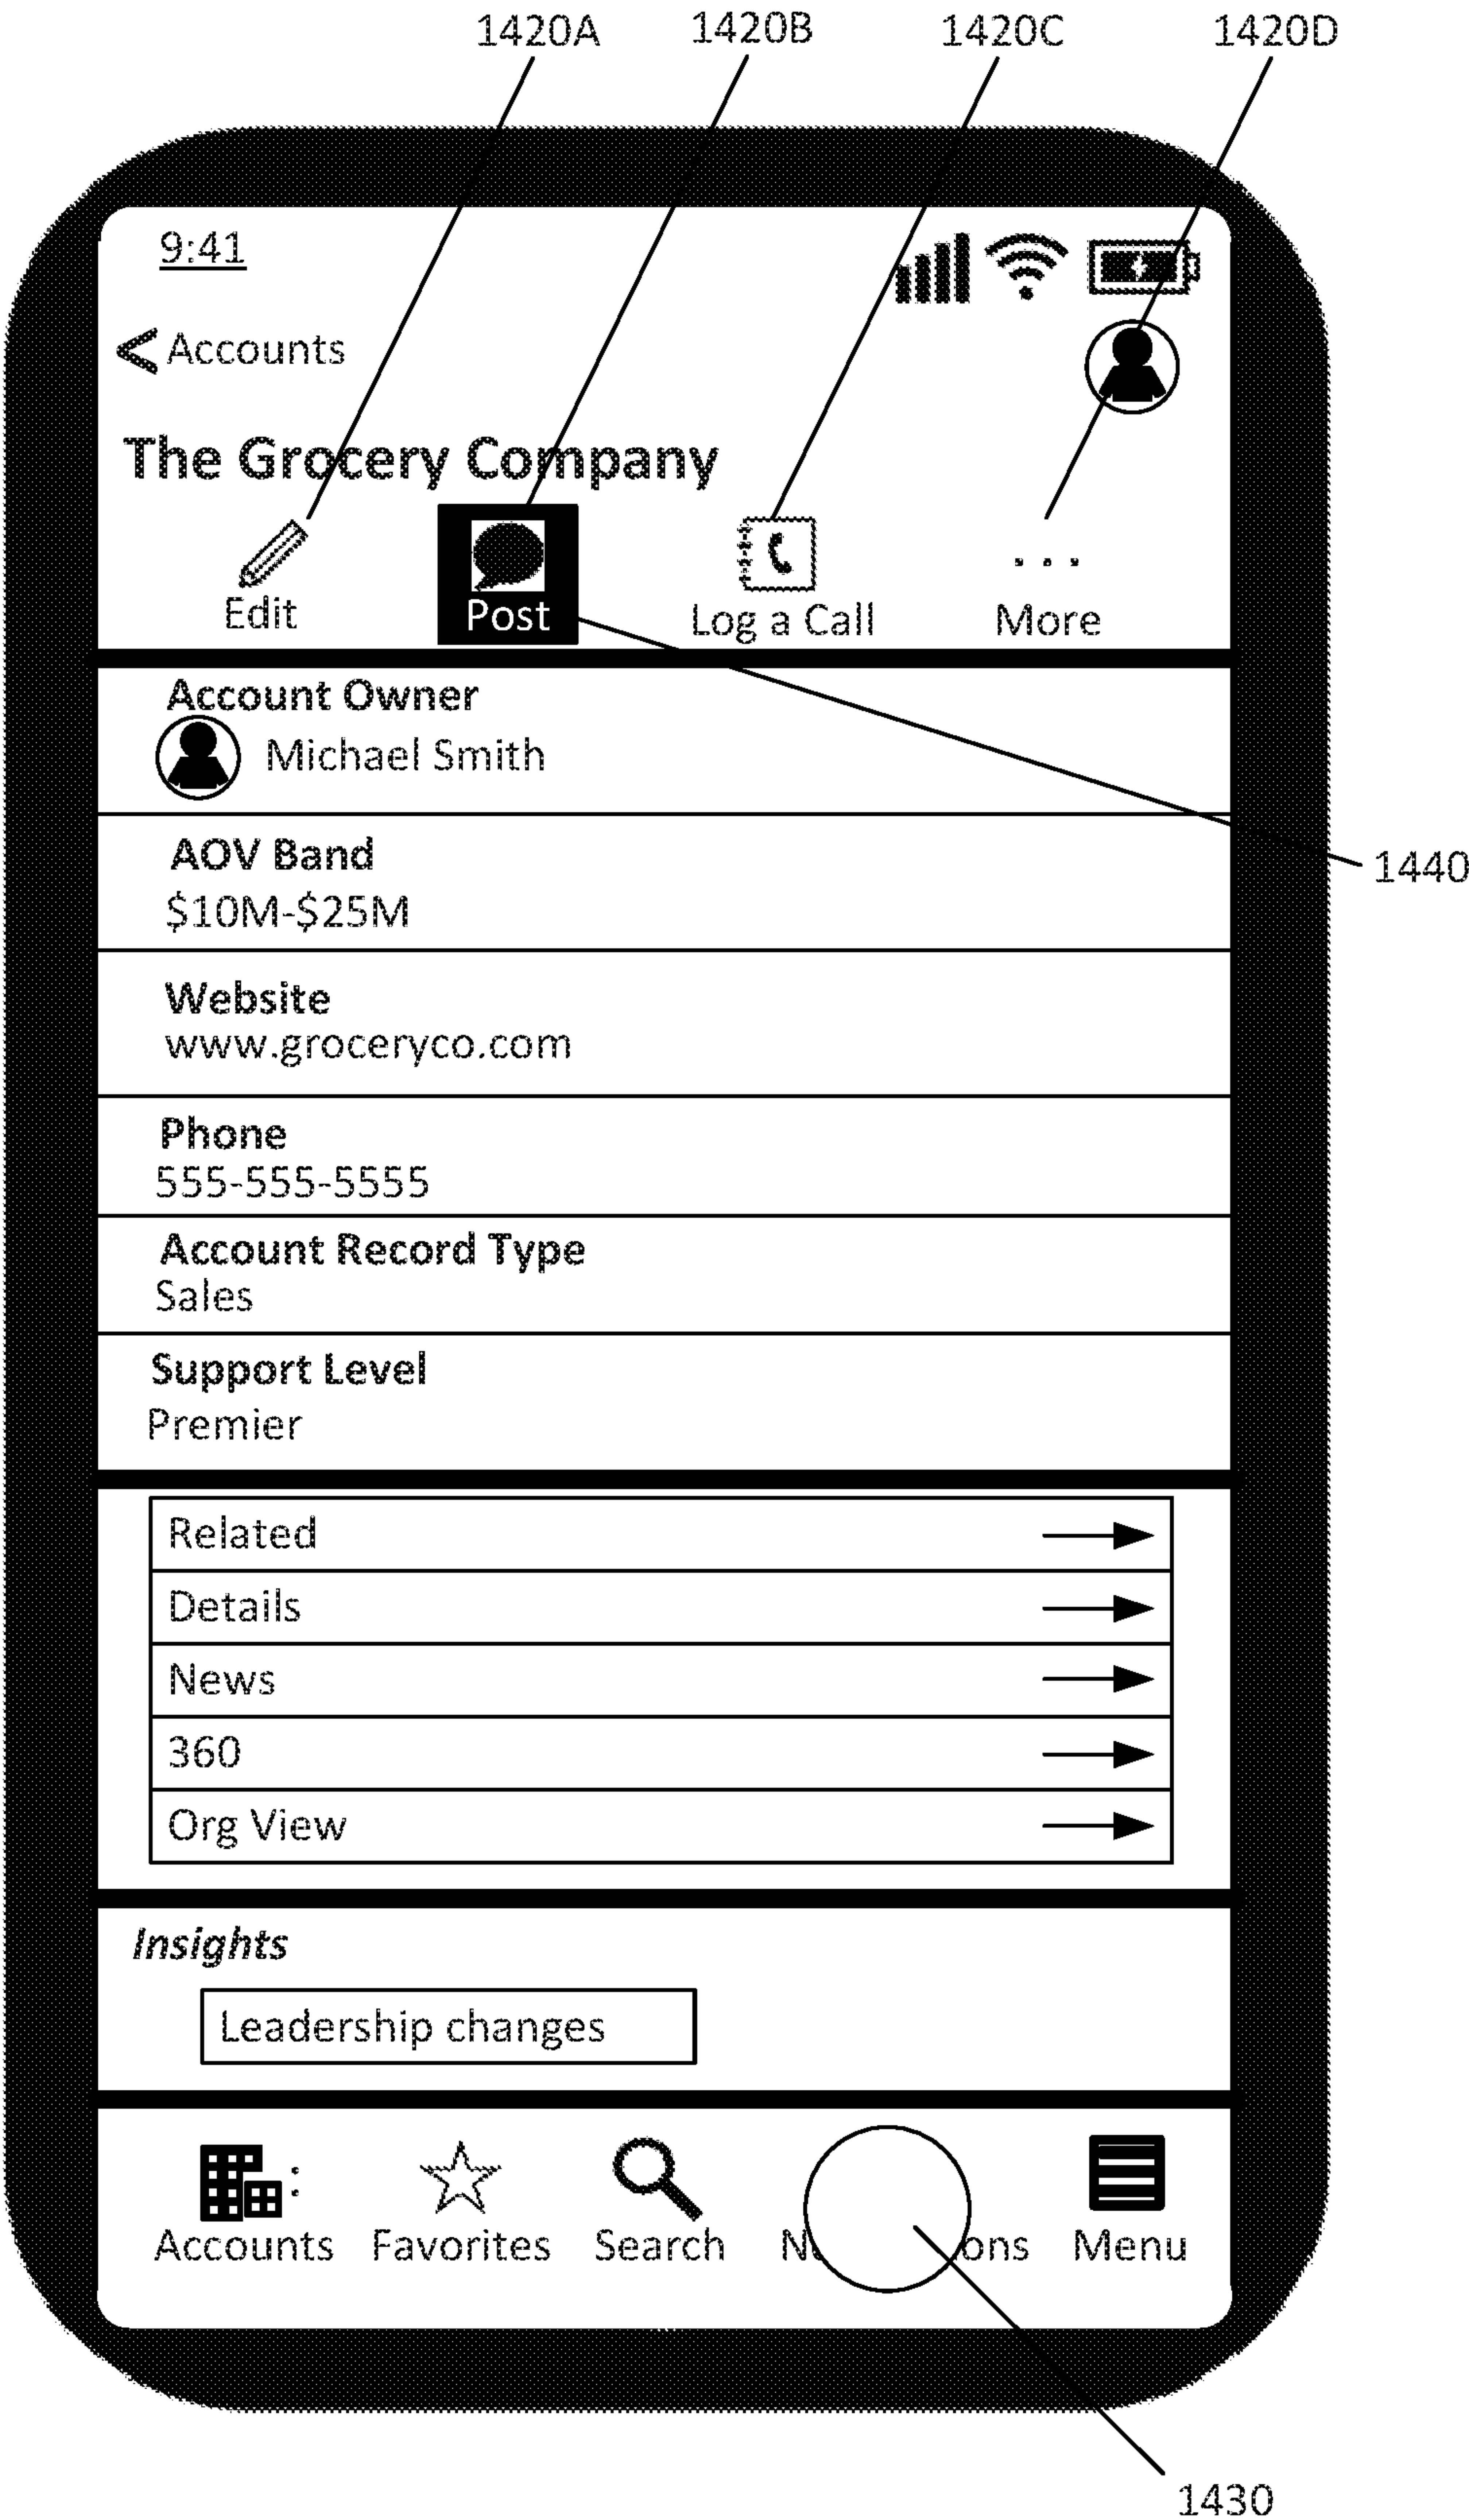 1420A 1420B 1420C 1420D
9:41
< Accounts
The Grocery Company
Edit Post Log a Call ... More
Account Owner
Michael Smith
1440
AOV Band
$10M-$25M
Website
www.groceryco.com
Phone
555-555-5555
Account Record Type
Sales
Support Level
Premier
Related
Details
News
360
Org View
Insights
Leadership changes
Accounts Favorites Search Menu
1430